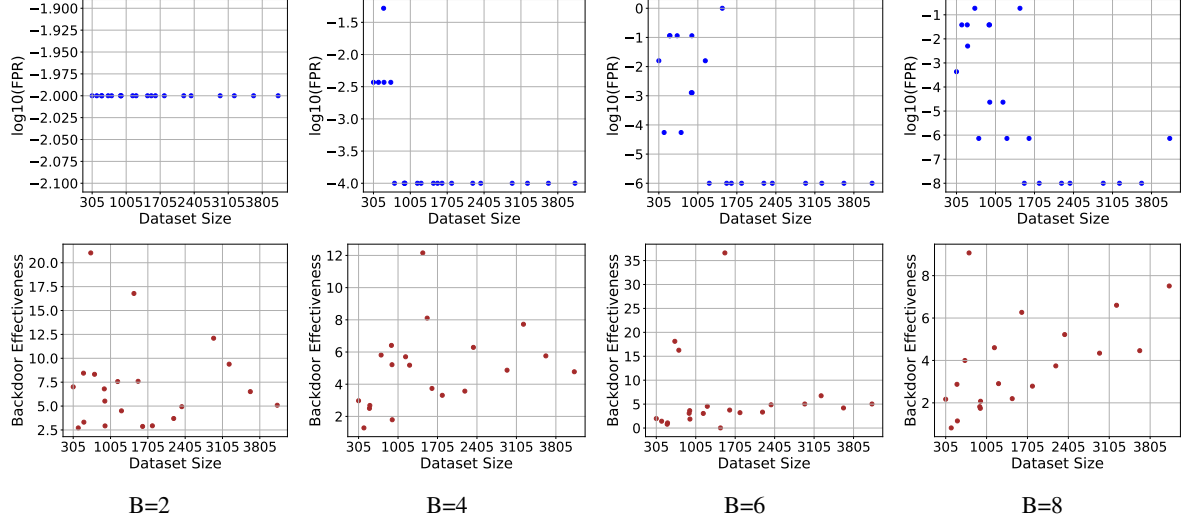 −1.900
−1.925
−1.950
−1.975
−2.000
−2.025
−2.050
−2.075
−2.100
log10(FPR)
305 1005 1705 2405 3105 3805
Dataset Size
−1.5
−2.0
−2.5
−3.0
−3.5
−4.0
log10(FPR)
305 1005 1705 2405 3105 3805
Dataset Size
0
−1
−2
−3
−4
−5
−6
log10(FPR)
305 1005 1705 2405 3105 3805
Dataset Size
−1
−2
−3
−4
−5
−6
−7
−8
log10(FPR)
305 1005 1705 2405 3105 3805
Dataset Size
20.0
17.5
15.0
12.5
10.0
7.5
5.0
2.5
Backdoor Effectiveness
305 1005 1705 2405 3105 3805
Dataset Size
12
10
8
6
4
2
Backdoor Effectiveness
305 1005 1705 2405 3105 3805
Dataset Size
35
30
25
20
15
10
5
0
Backdoor Effectiveness
305 1005 1705 2405 3105 3805
Dataset Size
8
6
4
2
Backdoor Effectiveness
305 1005 1705 2405 3105 3805
Dataset Size
B=2
B=4
B=6
B=8